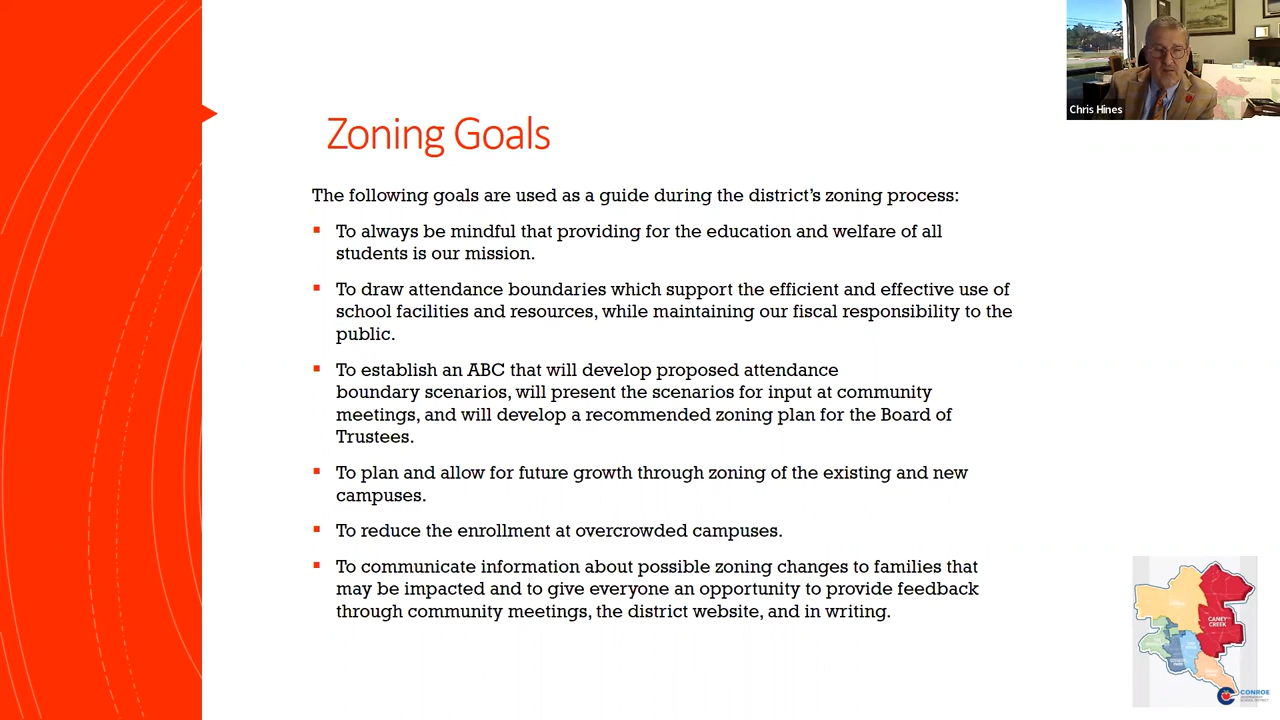 Chris Hines
Zoning Goals
The following goals are used as a guide during the district's zoning process:
To always be mindful that providing for the education and welfare of all
students is our mission.
To draw attendance boundaries which support the efficient and effective use of
school facilities and resources, while maintaining our fiscal responsibility to the
public.
To establish an ABC that will develop proposed attendance
boundary scenarios, will present the scenarios for input at community
meetings, and will develop a recommended zoning plan for the Board of
Trustees.
To plan and allow for future growth through zoning of the existing and new
campuses.
To reduce the enrollment at overcrowded campuses.
To communicate information about possible zoning changes to families that
may be impacted and to give everyone an opportunity to provide feedback
through community meetings, the district website, and in writing.
CANEY
CREEK
CONROE